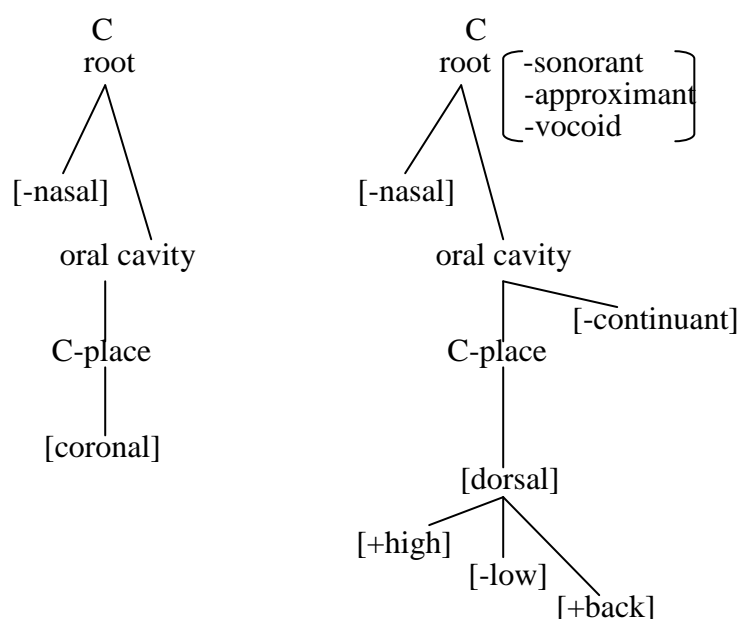 C
root
[-nasal]
oral cavity
C-place
[coronal]
C
root
-sonorant
-approximant
-vocoid
[-nasal]
oral cavity
[-continuant]
C-place
[dorsal]
[+high]
[-low]
[+back]